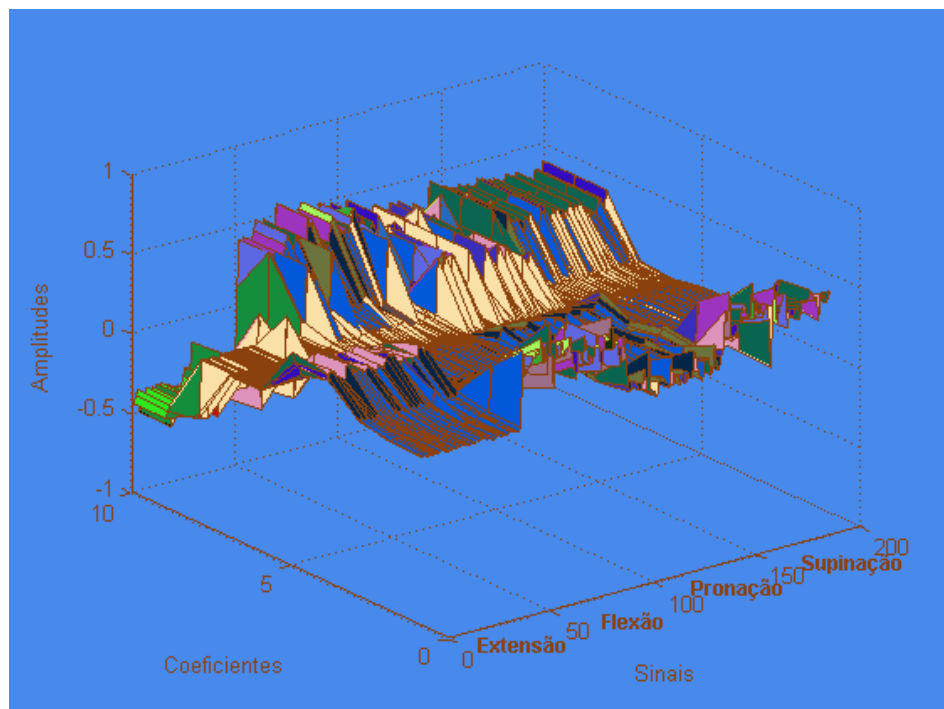 1
0.5
0
-0.5
-1
Amplitudes
10
5
0
Coeficientes
0
50
100
150
200
Extensão
Flexão
Pronação
Supinação
Sinais